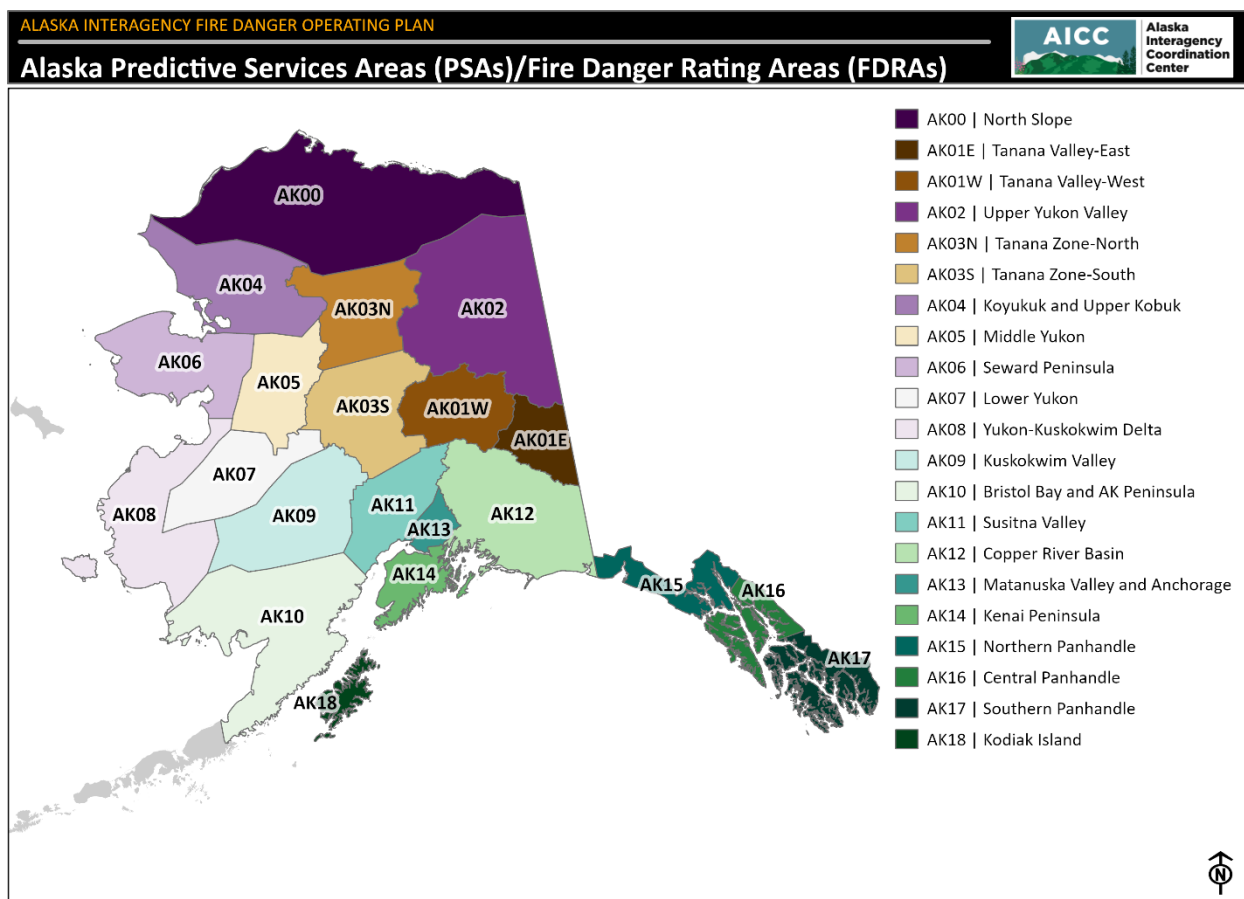 ALASKA INTERAGENCY FIRE DANGER OPERATING PLAN
Alaska Predictive Services Areas (PSAs)/Fire Danger Rating Areas (FDRAs)
AICC
Alaska
Interagency
Coordination
Center
AK00 | North Slope
AK01E | Tanana Valley-East
AK01W | Tanana Valley-West
AK02 | Upper Yukon Valley
AK03N | Tanana Zone-North
AK03S | Tanana Zone-South
AK04 | Koyukuk and Upper Kobuk
AK05 | Middle Yukon
AK06 | Seward Peninsula
AK07 | Lower Yukon
AK08 | Yukon-Kuskokwim Delta
AK09 | Kuskokwim Valley
AK10 | Bristol Bay and AK Peninsula
AK11 | Susitna Valley
AK12 | Copper River Basin
AK13 | Matanuska Valley and Anchorage
AK14 | Kenai Peninsula
AK15 | Northern Panhandle
AK16 | Central Panhandle
AK17 | Southern Panhandle
AK18 | Kodiak Island
AK00
AK04
AK03N
AK02
AK06
AK05
AK03S
AK01W
AK01E
AK07
AK08
AK09
AK11
AK12
AK13
AK14
AK15
AK16
AK10
AK17
AK18
N